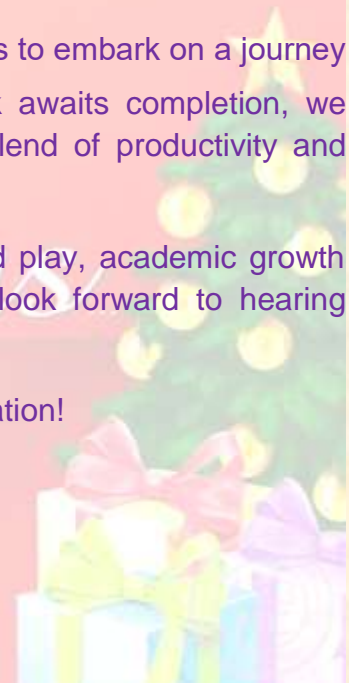 s to embark on a journey
awaits completion, we
lend of productivity and
play, academic growth
look forward to hearing
ation!